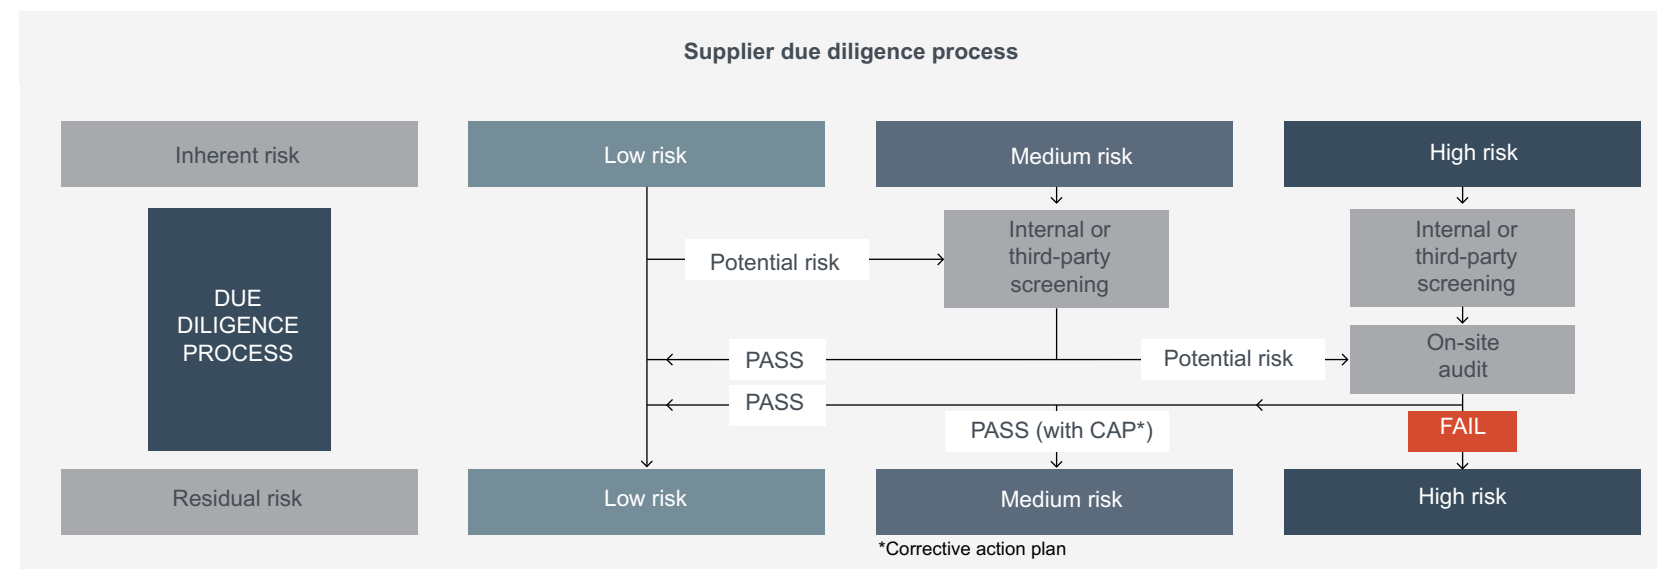 Supplier due diligence process
Inherent risk
Low risk
Medium risk
High risk
DUE
DILIGENCE
PROCESS
Potential risk
Internal or
third-party
screening
Internal or
third-party
screening
PASS
Potential risk
On-site
audit
PASS
PASS (with CAP*)
FAIL
Residual risk
Low risk
Medium risk
High risk
*Corrective action plan